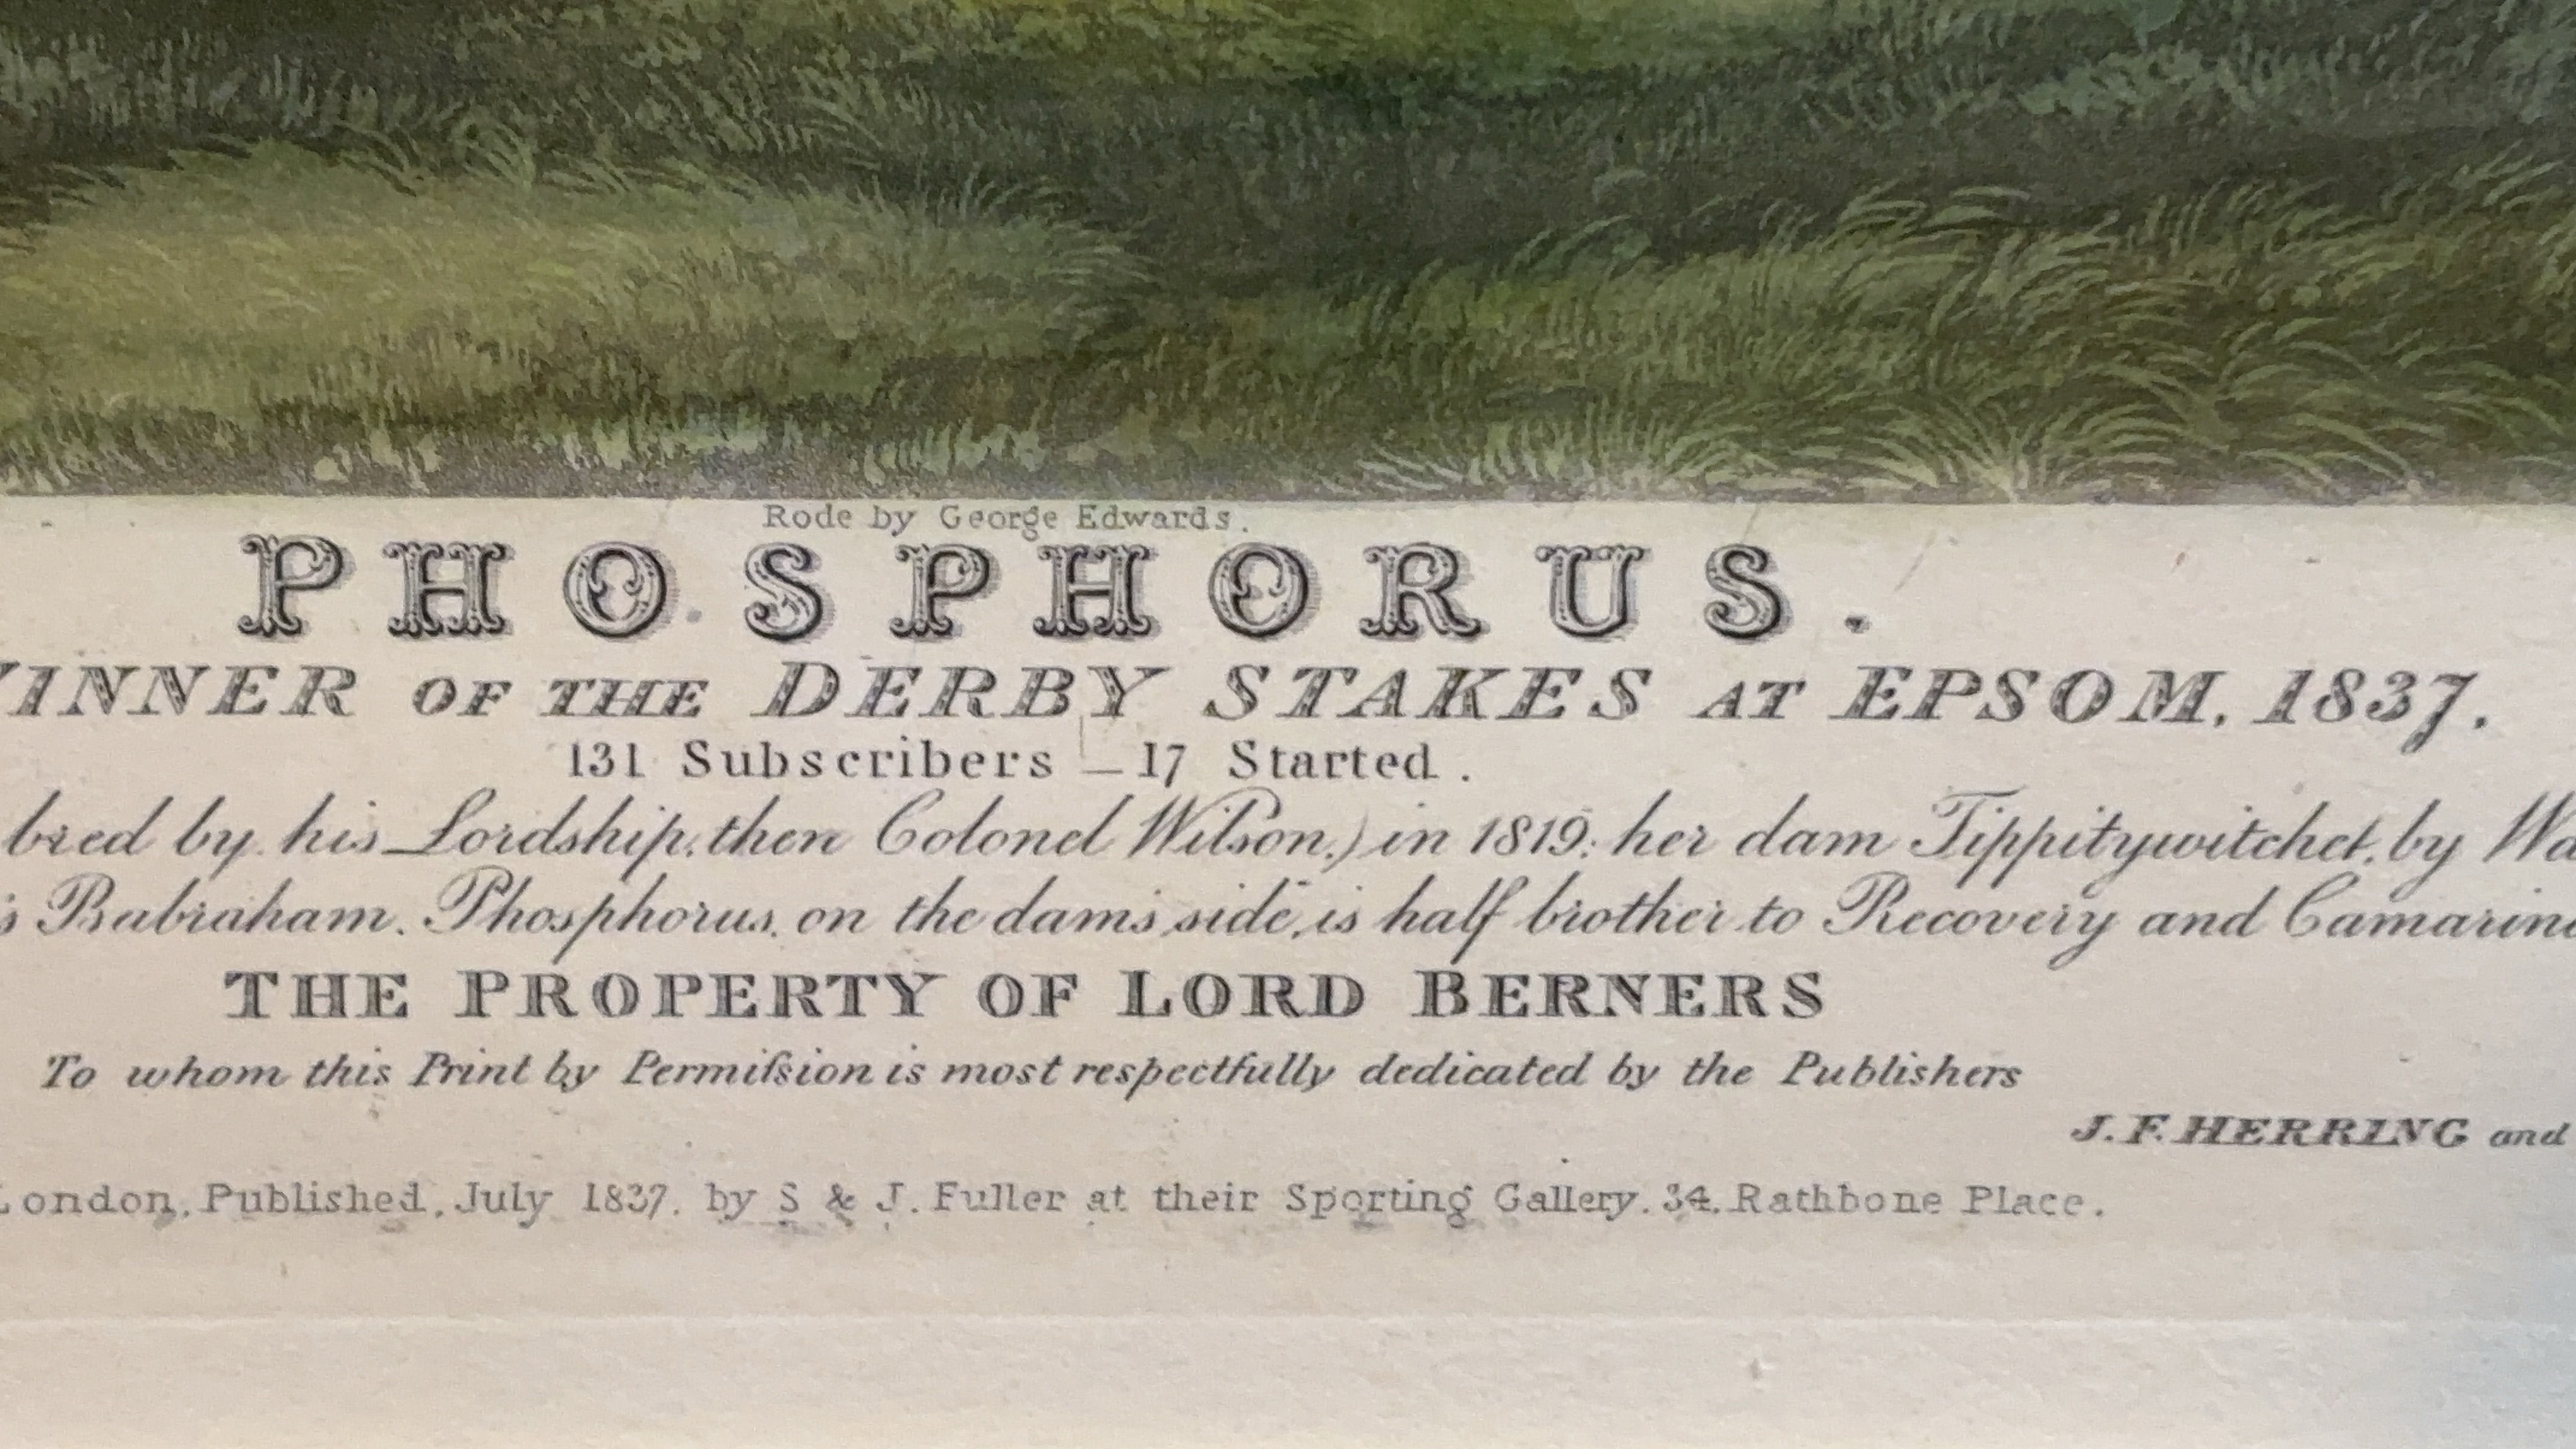 Rode by George Edwards.
PHOSPHORUS.
WINNER OF THE DERBY STAKES AT EPSOM, 1837.
131 Subscribers – 17 Started.
bred by his Lordship, then Colonel Wilson,) in 1819: her dam Tippitywitchet, by
Babraham. Phosphorus, on the dams side, is half brother to Recovery and
THE PROPERTY OF LORD BERNERS
To whom this Print by Permiſsion is most respectfully dedicated by the Publishers
J. F. HERRING and
London, Published, July 1837, by S & J. Fuller at their Sporting Gallery, 34, Rathbone Place.